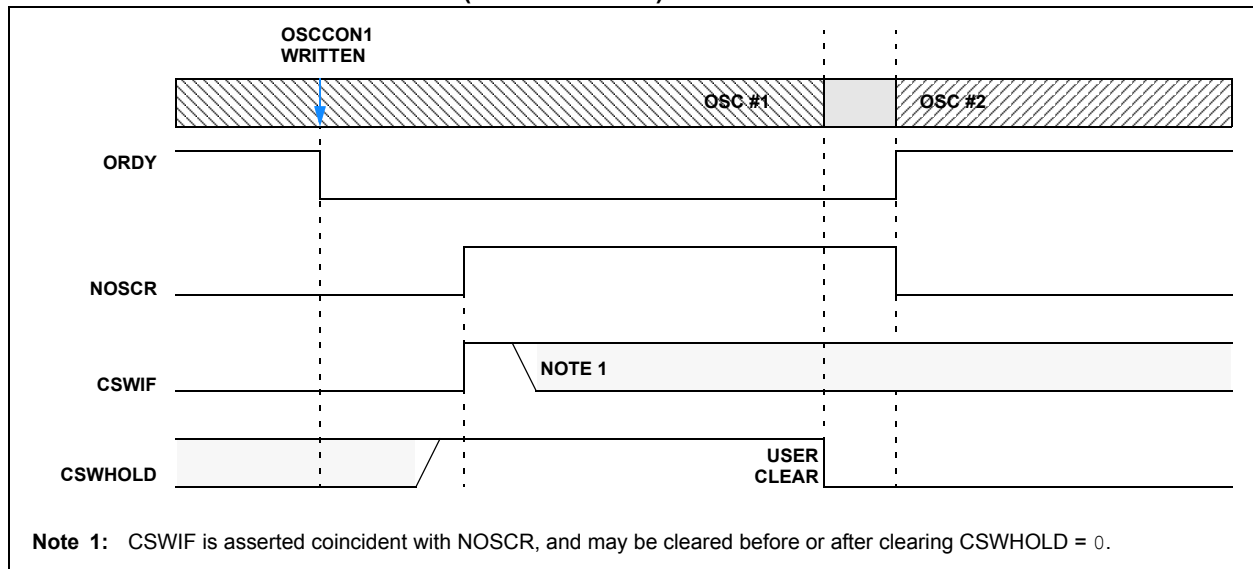 OSCCON1
WRITTEN
OSC #1
OSC #2
ORDY
NOSCR
NOTE 1
CSWIF
USER
CLEAR
CSWHOLD
Note 1: CSWIF is asserted coincident with NOSCR, and may be cleared before or after clearing CSWHOLD = 0.